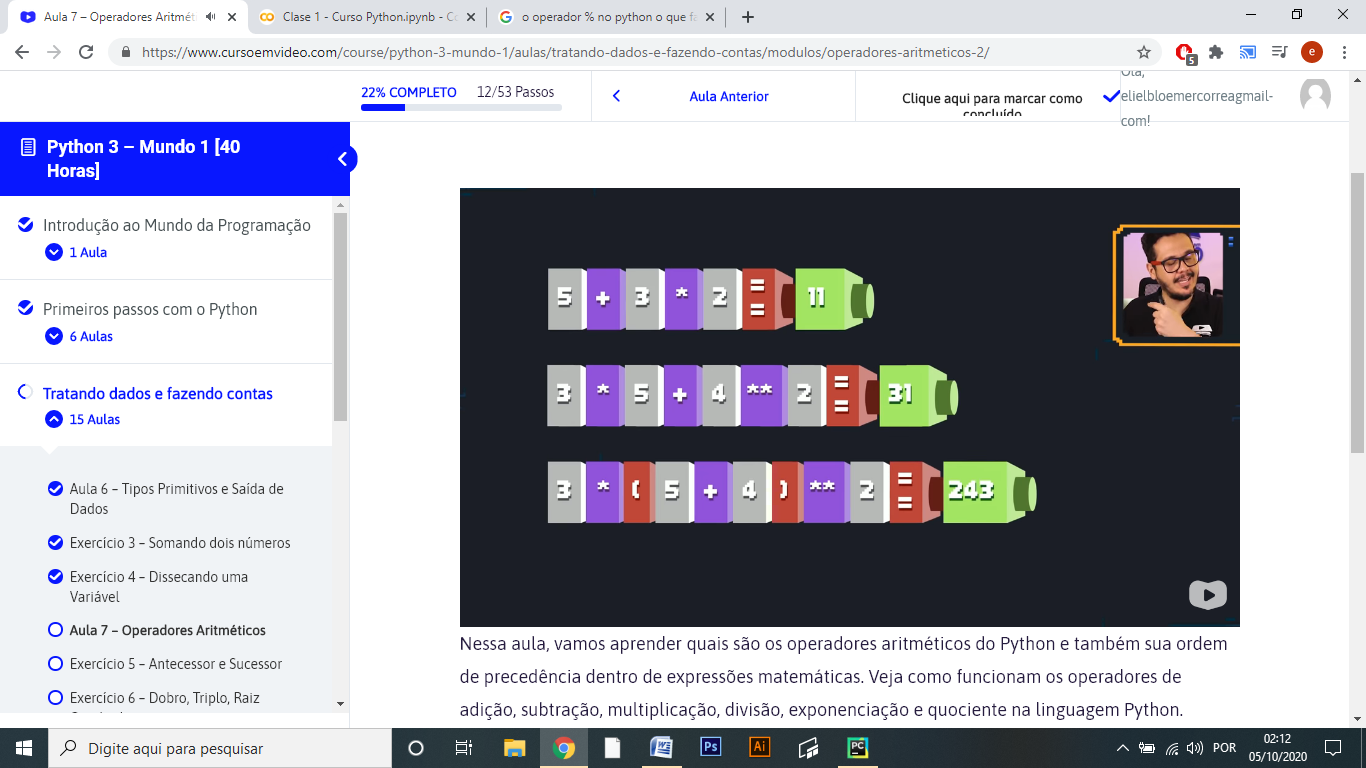 Aula 7 – Operadores Aritméti
Clase 1 - Curso Python.ipynb - Co
o operador % no python o que fa
https://www.cursoemvideo.com/course/python-3-mundo-1/aulas/tratando-dados-e-fazendo-contas/modulos/operadores-aritmeticos-2/
5
e
22% COMPLETO 12/53 Passos
Aula Anterior
Clique aqui para marcar como
concluído
Olá,
elielbloemercorreagmail-
com!
Python 3 – Mundo 1 [40
Horas]
Introdução ao Mundo da Programação
1 Aula
Primeiros passos com o Python
6 Aulas
Tratando dados e fazendo contas
15 Aulas
Aula 6 – Tipos Primitivos e Saída de
Dados
Exercício 3 – Somando dois números
Exercício 4 – Dissecando uma
Variável
Aula 7 – Operadores Aritméticos
Exercício 5 – Antecessor e Sucessor
Exercício 6 – Dobro, Triplo, Raiz
5 + 3 * 2 == 11
3 * 5 + 4 ** 2 == 31
3 * ( 5 + 4 ) ** 2 == 243
Nessa aula, vamos aprender quais são os operadores aritméticos do Python e também sua ordem
de precedência dentro de expressões matemáticas. Veja como funcionam os operadores de
adição, subtração, multiplicação, divisão, exponenciação e quociente na linguagem Python.
Digite aqui para pesquisar
Ps
Ai
PC
POR
02:12
05/10/2020